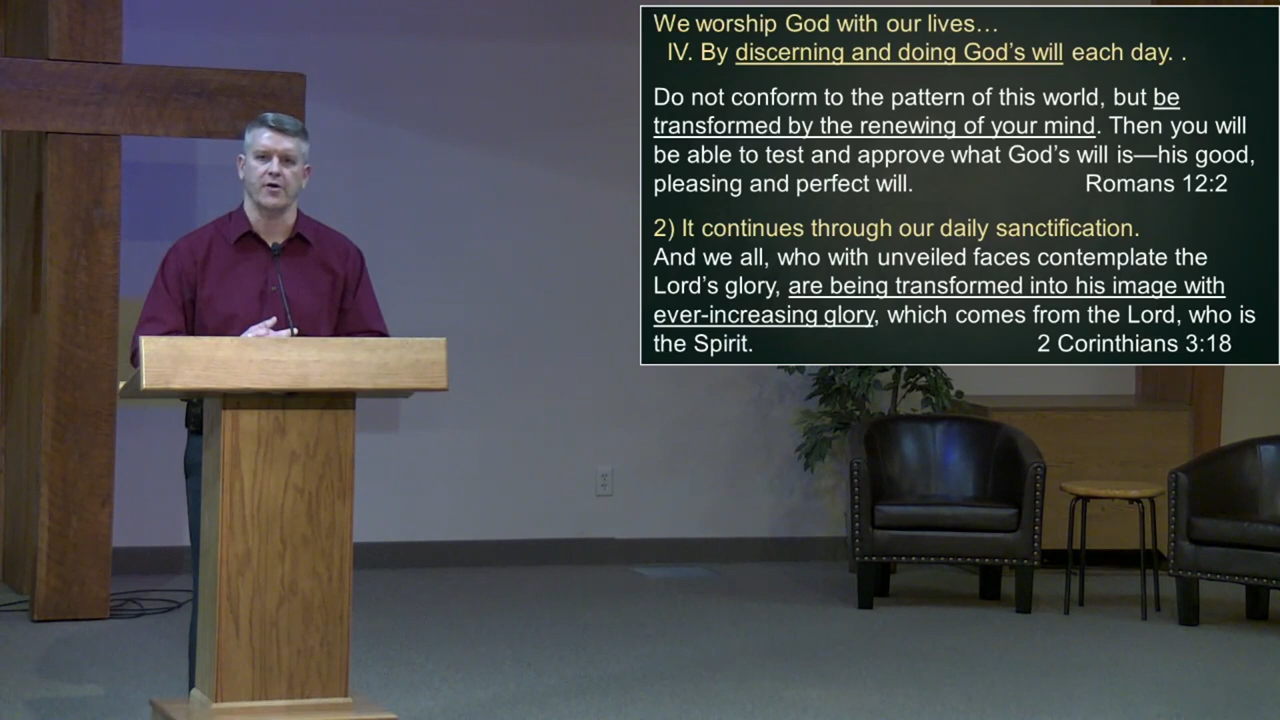 We worship God with our lives…
IV. By discerning and doing God's will each day. .
Do not conform to the pattern of this world, but be
transformed by the renewing of your mind. Then you will
be able to test and approve what God's will is—his good,
pleasing and perfect will. Romans 12:2
2) It continues through our daily sanctification.
And we all, who with unveiled faces contemplate the
Lord's glory, are being transformed into his image with
ever-increasing glory, which comes from the Lord, who is
the Spirit. 2 Corinthians 3:18